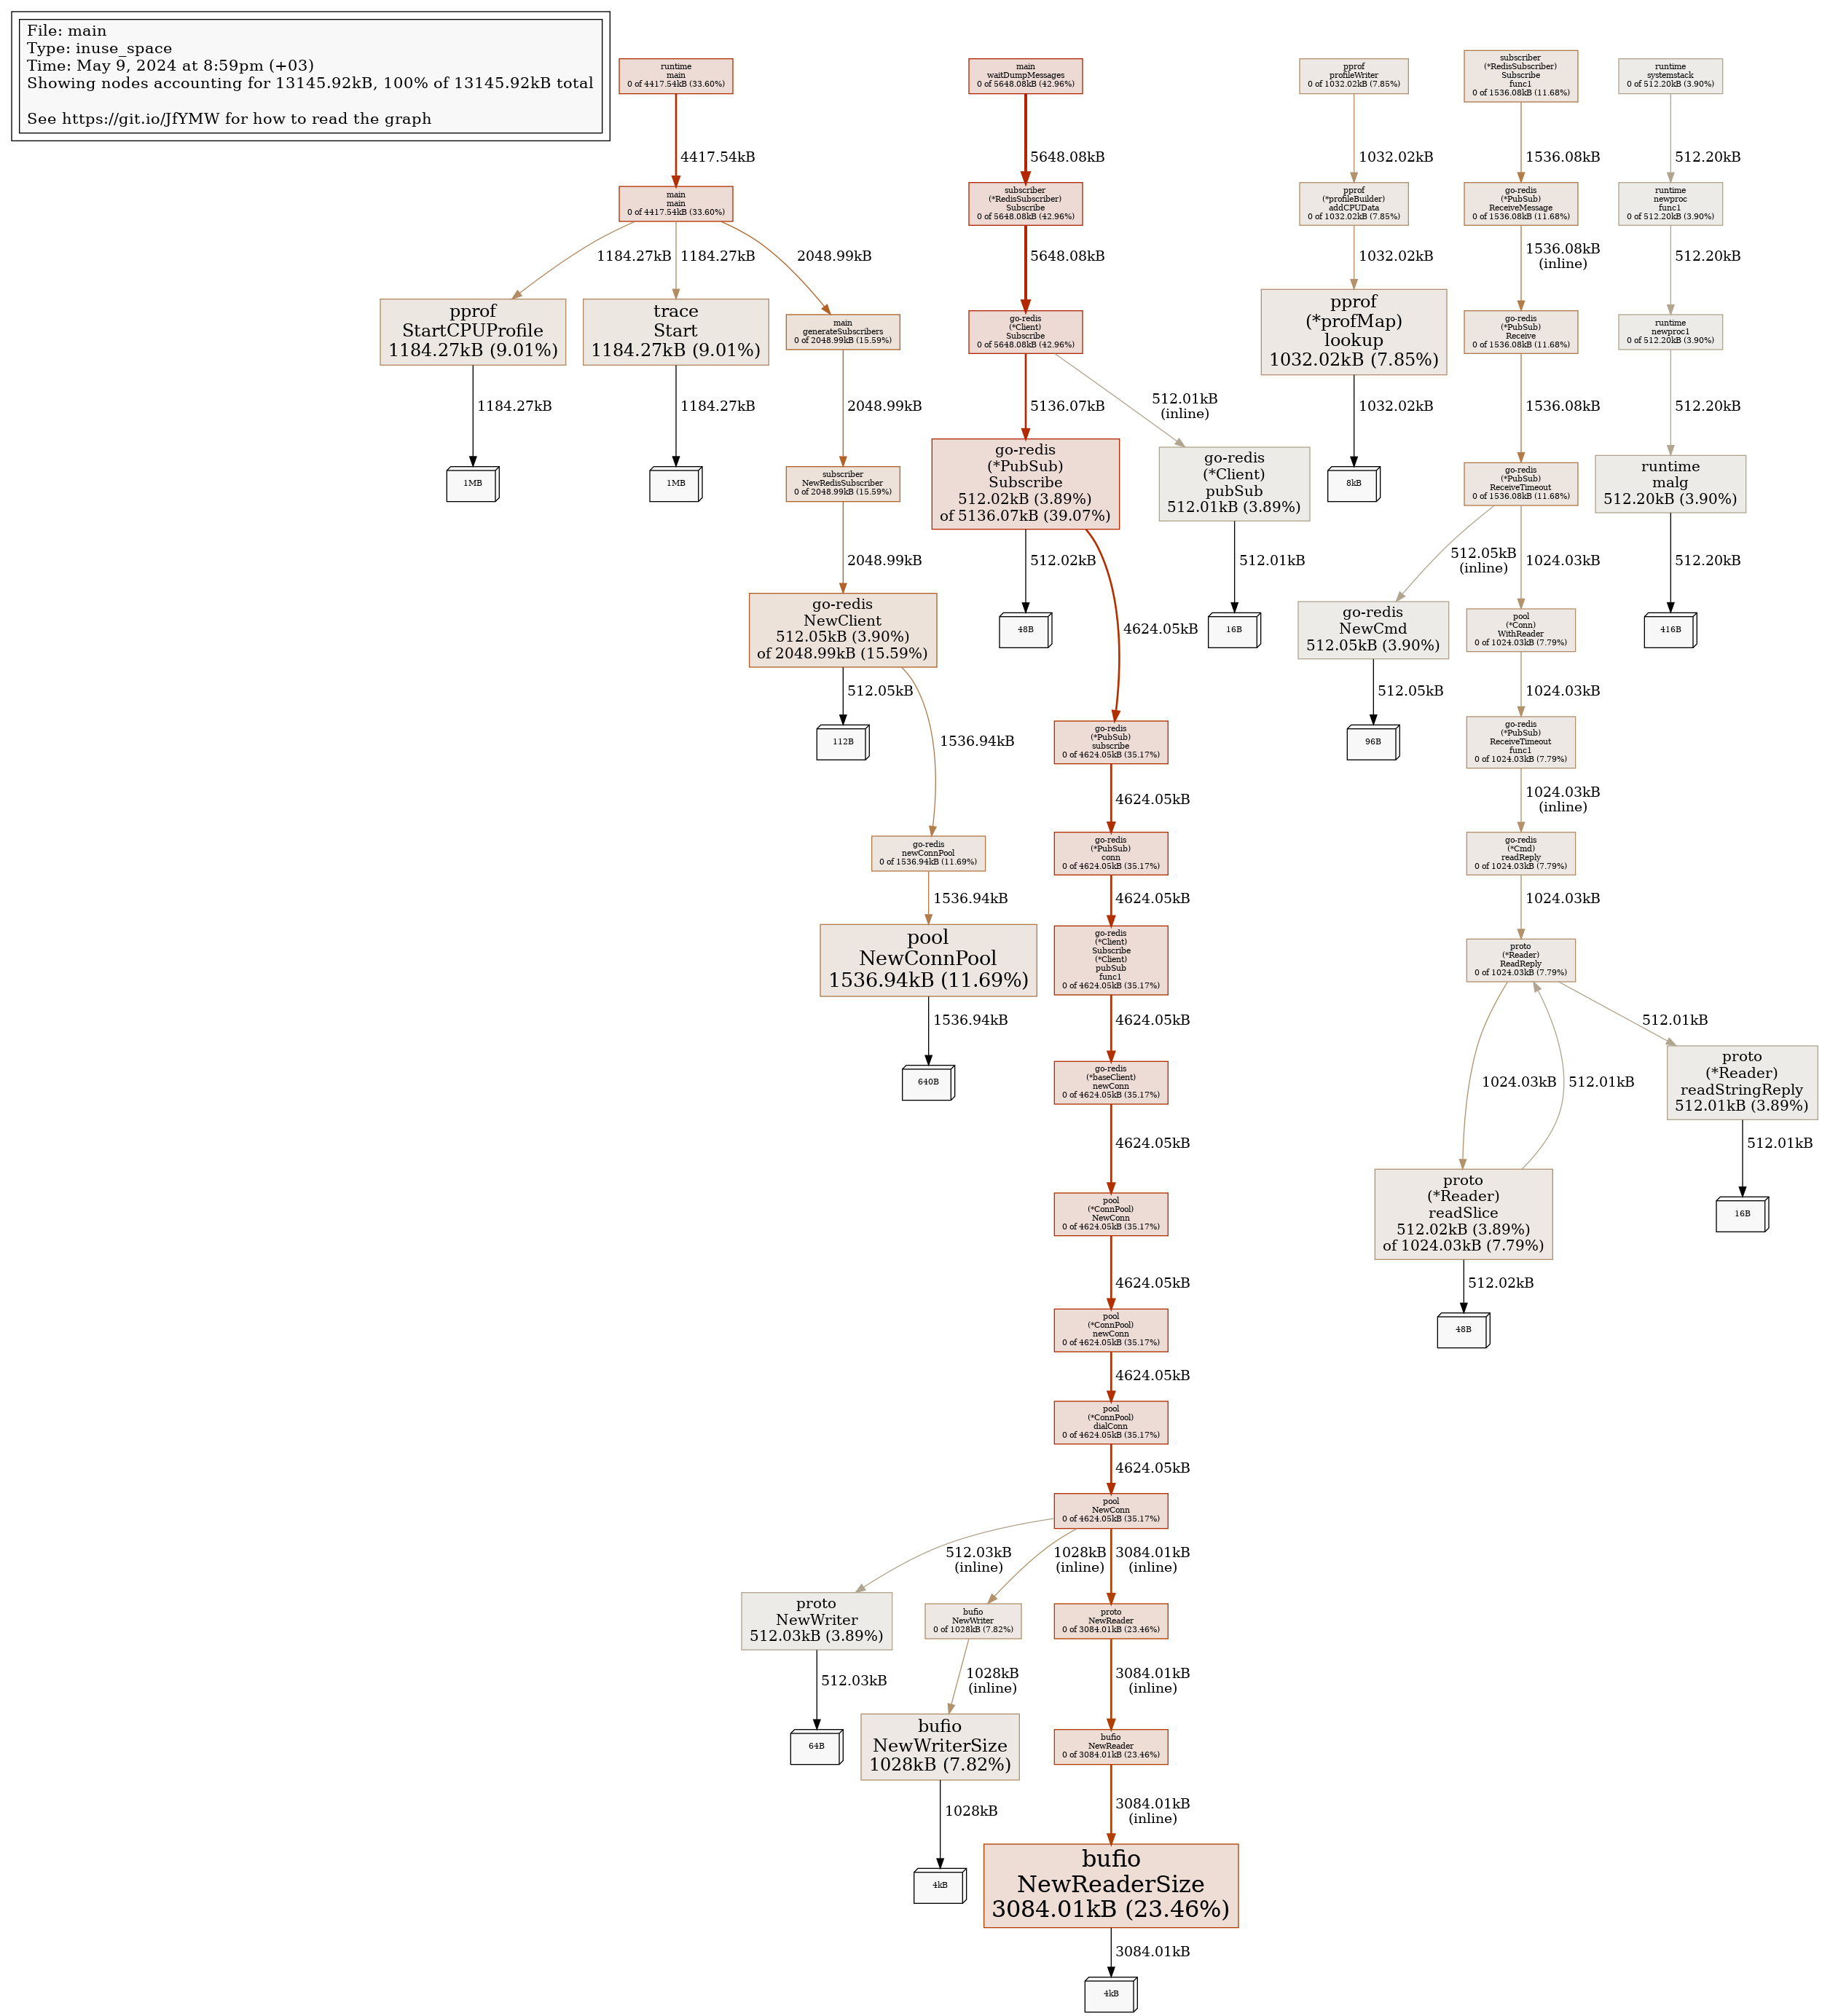 File: main
Type: inuse_space
Time: May 9, 2024 at 8:59pm (+03)
Showing nodes accounting for 13145.92kB, 100% of 13145.92kB total
See https://git.io/JfYMW for how to read the graph
runtime
main
0 of 4417.54kB (33.60%)
main
waitDumpMessages
0 of 5648.08kB (42.96%)
pprof
profileWriter
0 of 1032.02kB (7.85%)
subscriber
(*RedisSubscriber)
Subscribe
func1
0 of 1536.08kB (11.68%)
runtime
systemstack
0 of 512.20kB (3.90%)
4417.54kB
5648.08kB
1032.02kB
1536.08kB
512.20kB
main
main
0 of 4417.54kB (33.60%)
subscriber
(*RedisSubscriber)
Subscribe
0 of 5648.08kB (42.96%)
pprof
(*profileBuilder)
addCPUData
0 of 1032.02kB (7.85%)
go-redis
(*PubSub)
ReceiveMessage
0 of 1536.08kB (11.68%)
runtime
newproc
func1
0 of 512.20kB (3.90%)
1184.27kB
1184.27kB
2048.99kB
5648.08kB
1032.02kB
1536.08kB
(inline)
512.20kB
pprof
StartCPUProfile
1184.27kB (9.01%)
trace
Start
1184.27kB (9.01%)
main
generateSubscribers
0 of 2048.99kB (15.59%)
go-redis
(*Client)
Subscribe
0 of 5648.08kB (42.96%)
pprof
(*profMap)
lookup
1032.02kB (7.85%)
go-redis
(*PubSub)
Receive
0 of 1536.08kB (11.68%)
runtime
newproc1
0 of 512.20kB (3.90%)
1184.27kB
1184.27kB
2048.99kB
5136.07kB
512.01kB
(inline)
1032.02kB
1536.08kB
512.20kB
1MB
1MB
subscriber
NewRedisSubscriber
0 of 2048.99kB (15.59%)
go-redis
(*PubSub)
Subscribe
512.02kB (3.89%)
of 5136.07kB (39.07%)
go-redis
(*Client)
pubSub
512.01kB (3.89%)
8kB
go-redis
(*PubSub)
ReceiveTimeout
0 of 1536.08kB (11.68%)
runtime
malg
512.20kB (3.90%)
2048.99kB
512.02kB
4624.05kB
512.01kB
512.05kB
(inline)
1024.03kB
512.20kB
go-redis
NewClient
512.05kB (3.90%)
of 2048.99kB (15.59%)
48B
16B
go-redis
NewCmd
512.05kB (3.90%)
pool
(*Conn)
WithReader
0 of 1024.03kB (7.79%)
416B
512.05kB
1536.94kB
512.05kB
1024.03kB
112B
go-redis
(*PubSub)
subscribe
0 of 4624.05kB (35.17%)
96B
go-redis
(*PubSub)
ReceiveTimeout
func1
0 of 1024.03kB (7.79%)
4624.05kB
1024.03kB
(inline)
go-redis
newConnPool
0 of 1536.94kB (11.69%)
go-redis
(*PubSub)
conn
0 of 4624.05kB (35.17%)
go-redis
(*Cmd)
readReply
0 of 1024.03kB (7.79%)
1536.94kB
4624.05kB
1024.03kB
pool
NewConnPool
1536.94kB (11.69%)
go-redis
(*Client)
Subscribe
(*Client)
pubSub
func1
0 of 4624.05kB (35.17%)
proto
(*Reader)
ReadReply
0 of 1024.03kB (7.79%)
1536.94kB
4624.05kB
1024.03kB
512.01kB
512.01kB
640B
go-redis
(*baseClient)
newConn
0 of 4624.05kB (35.17%)
proto
(*Reader)
readStringReply
512.01kB (3.89%)
4624.05kB
512.01kB
pool
(*ConnPool)
NewConn
0 of 4624.05kB (35.17%)
proto
(*Reader)
readSlice
512.02kB (3.89%)
of 1024.03kB (7.79%)
16B
4624.05kB
512.02kB
pool
(*ConnPool)
newConn
0 of 4624.05kB (35.17%)
48B
4624.05kB
pool
(*ConnPool)
dialConn
0 of 4624.05kB (35.17%)
4624.05kB
pool
NewConn
0 of 4624.05kB (35.17%)
512.03kB
(inline)
1028kB
(inline)
3084.01kB
(inline)
proto
NewWriter
512.03kB (3.89%)
bufio
NewWriter
0 of 1028kB (7.82%)
proto
NewReader
0 of 3084.01kB (23.46%)
512.03kB
1028kB
(inline)
3084.01kB
(inline)
64B
bufio
NewWriterSize
1028kB (7.82%)
bufio
NewReader
0 of 3084.01kB (23.46%)
1028kB
3084.01kB
(inline)
4kB
bufio
NewReaderSize
3084.01kB (23.46%)
3084.01kB
4kB